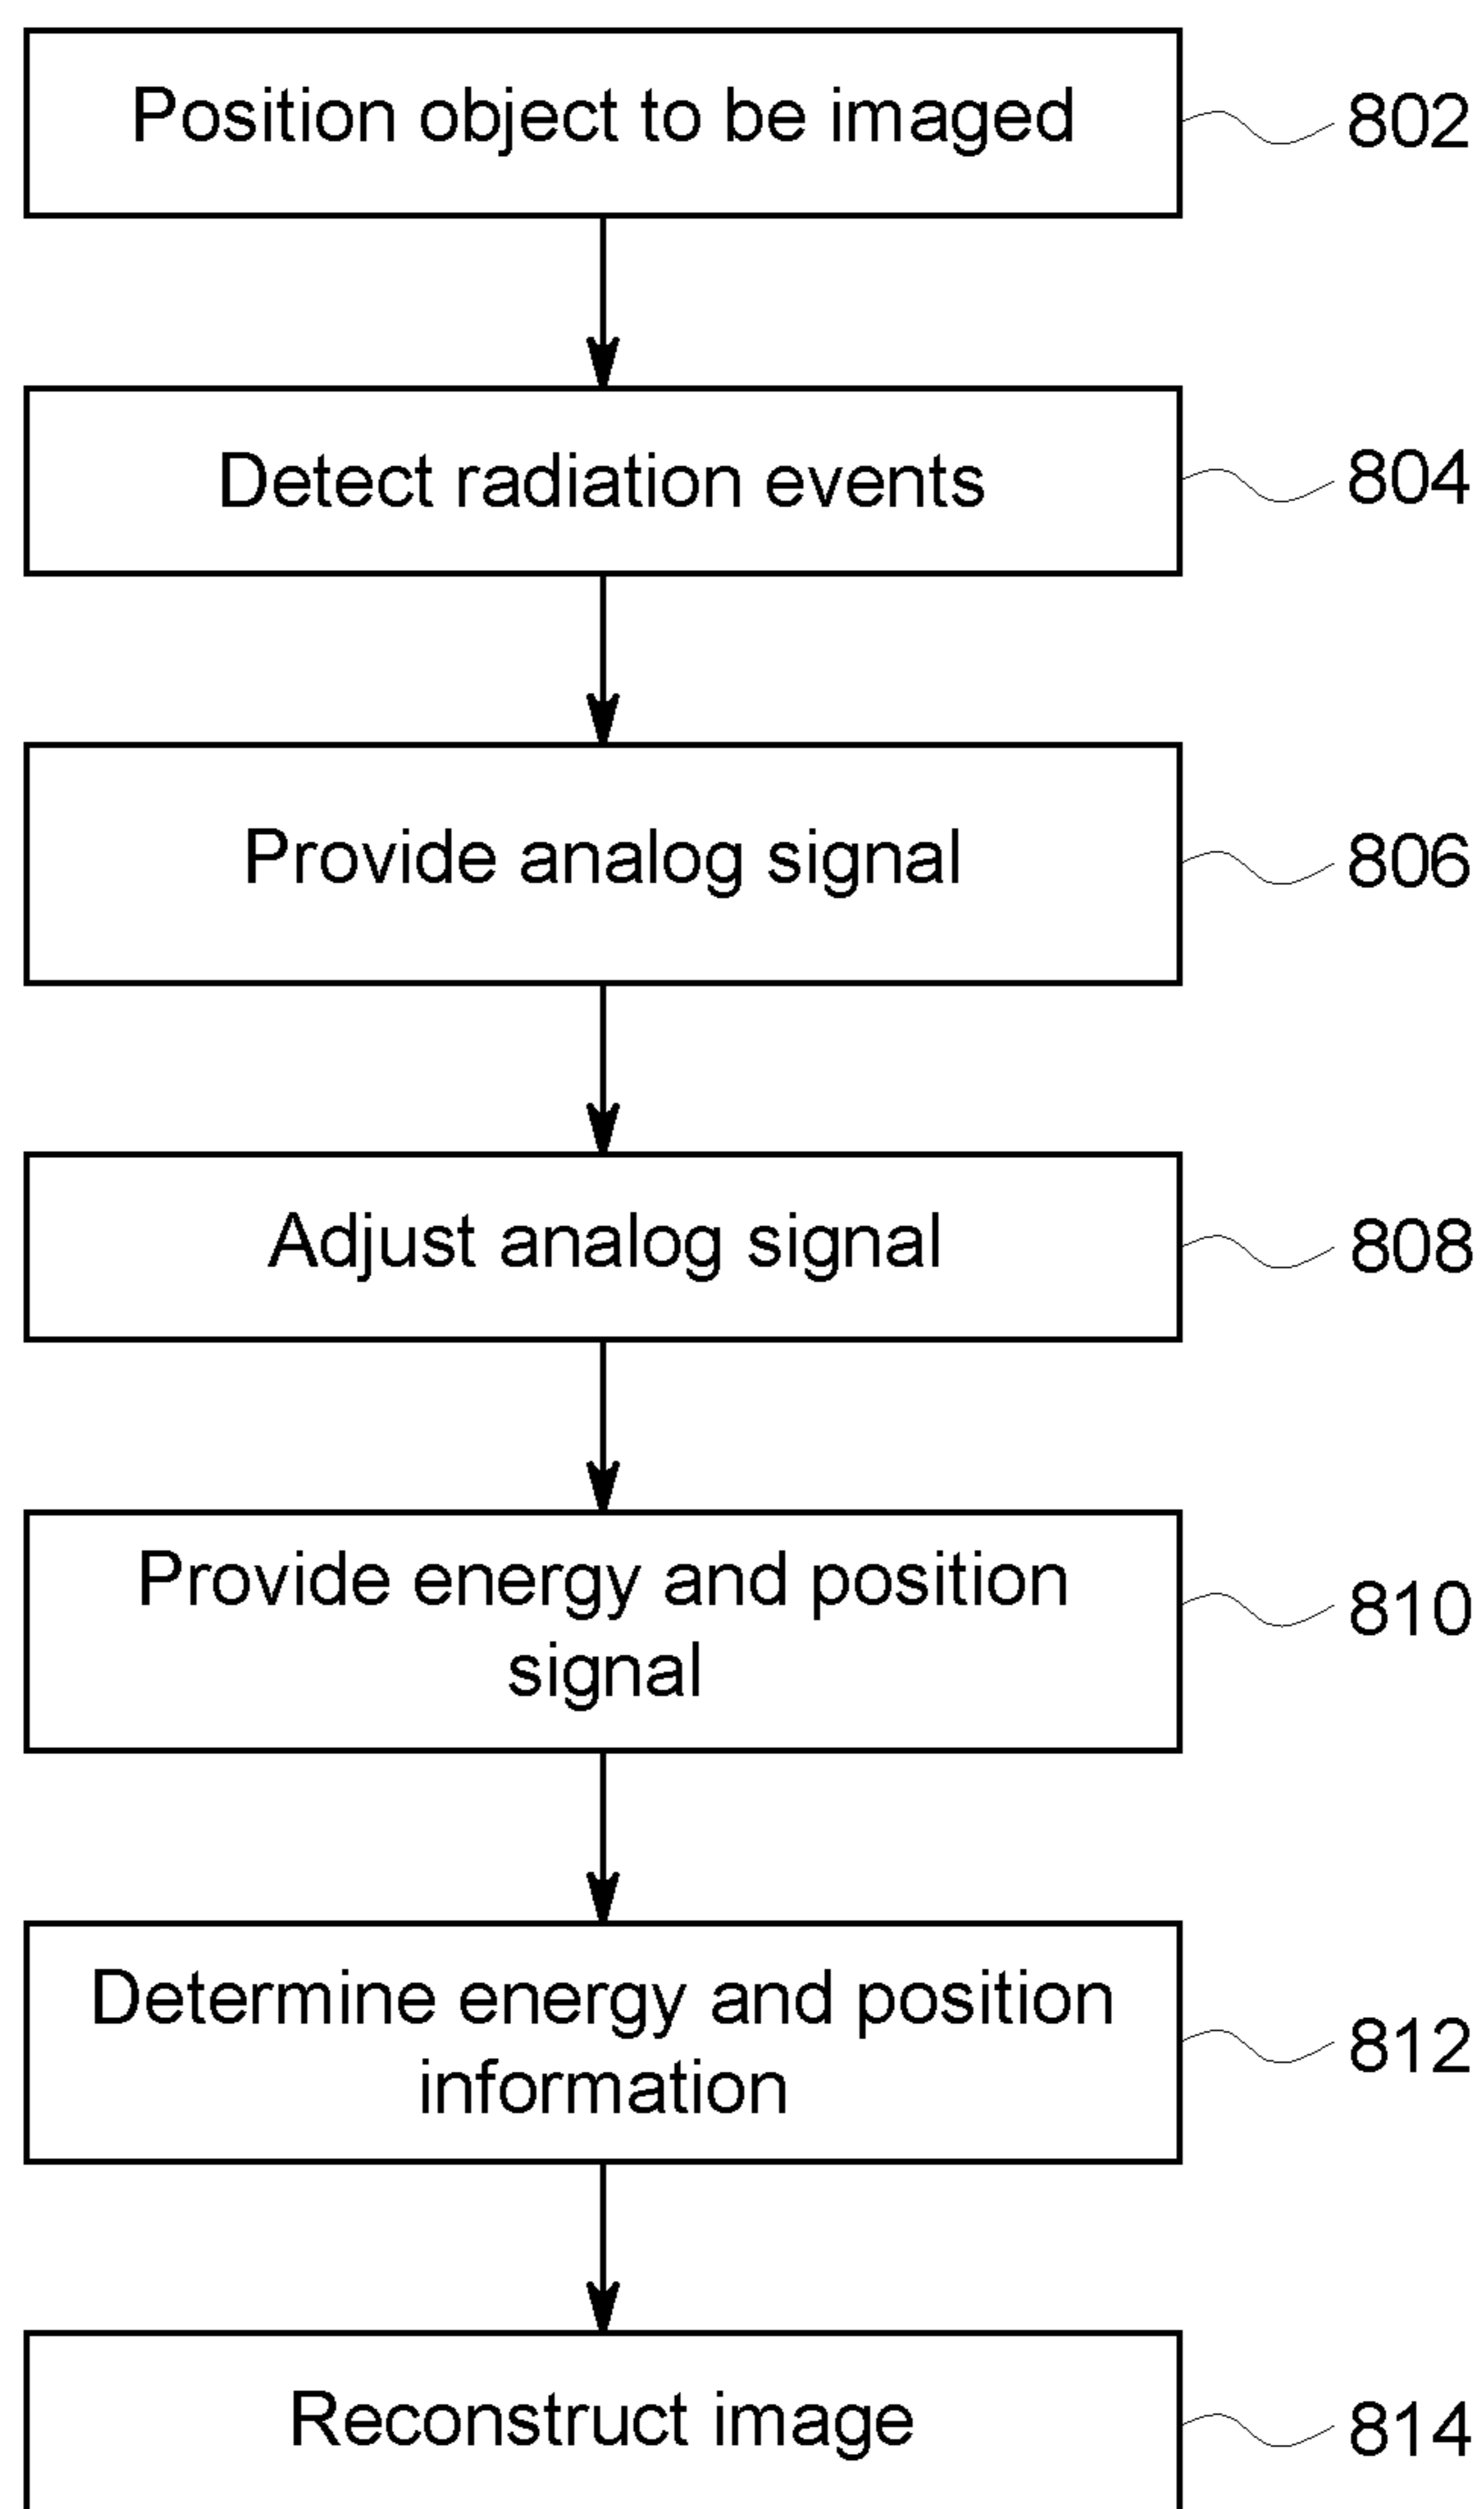 Position object to be imaged
802
Detect radiation events
804
Provide analog signal
806
Adjust analog signal
808
Provide energy and position
signal
810
Determine energy and position
information
812
Reconstruct image
814